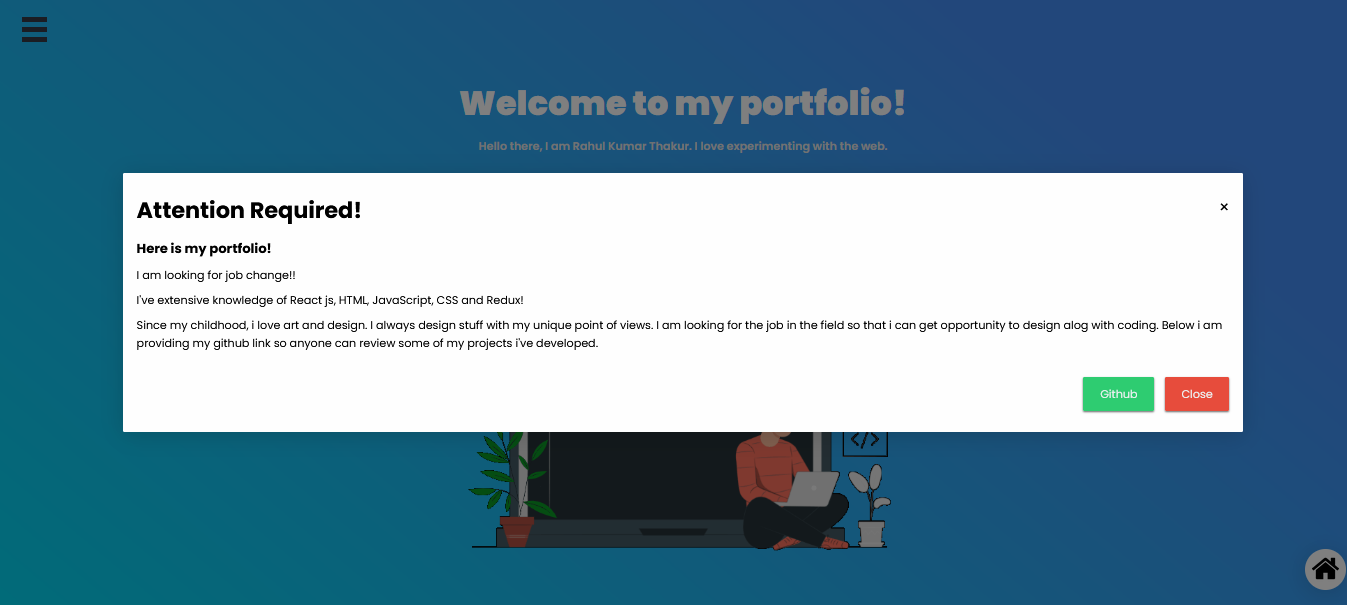 Welcome to my portfolio!
Hello there, I am Rahul Kumar Thakur. I love experimenting with the web.
Attention Required!
×
Here is my portfolio!
I am looking for job change!!
I've extensive knowledge of React js, HTML, JavaScript, CSS and Redux!
Since my childhood, i love art and design. I always design stuff with my unique point of views. I am looking for the job in the field so that i can get opportunity to design alog with coding. Below i am
providing my github link so anyone can review some of my projects i've developed.
Github
Close
</>